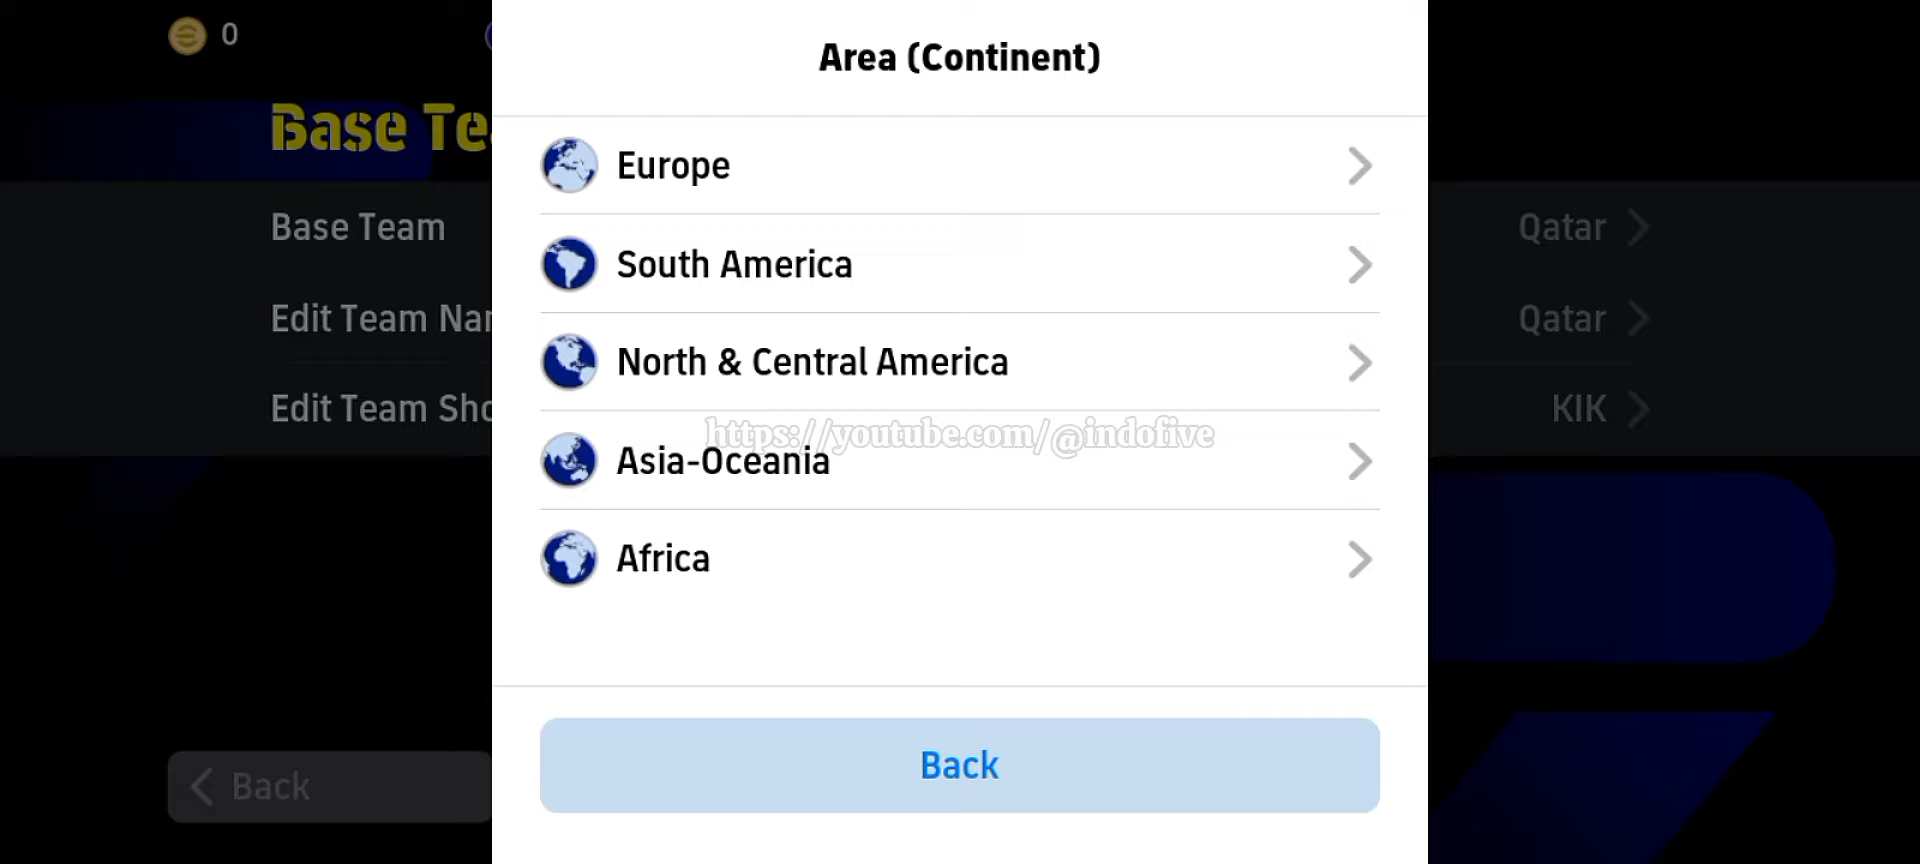 0
Area (Continent)
Base Te
Europe
Base Team
Qatar
South America
Edit Team Nar
Qatar
North & Central America
Edit Team Sho
KIK
https://youtube.com/@indofive
Asia-Oceania
Africa
Back
Back